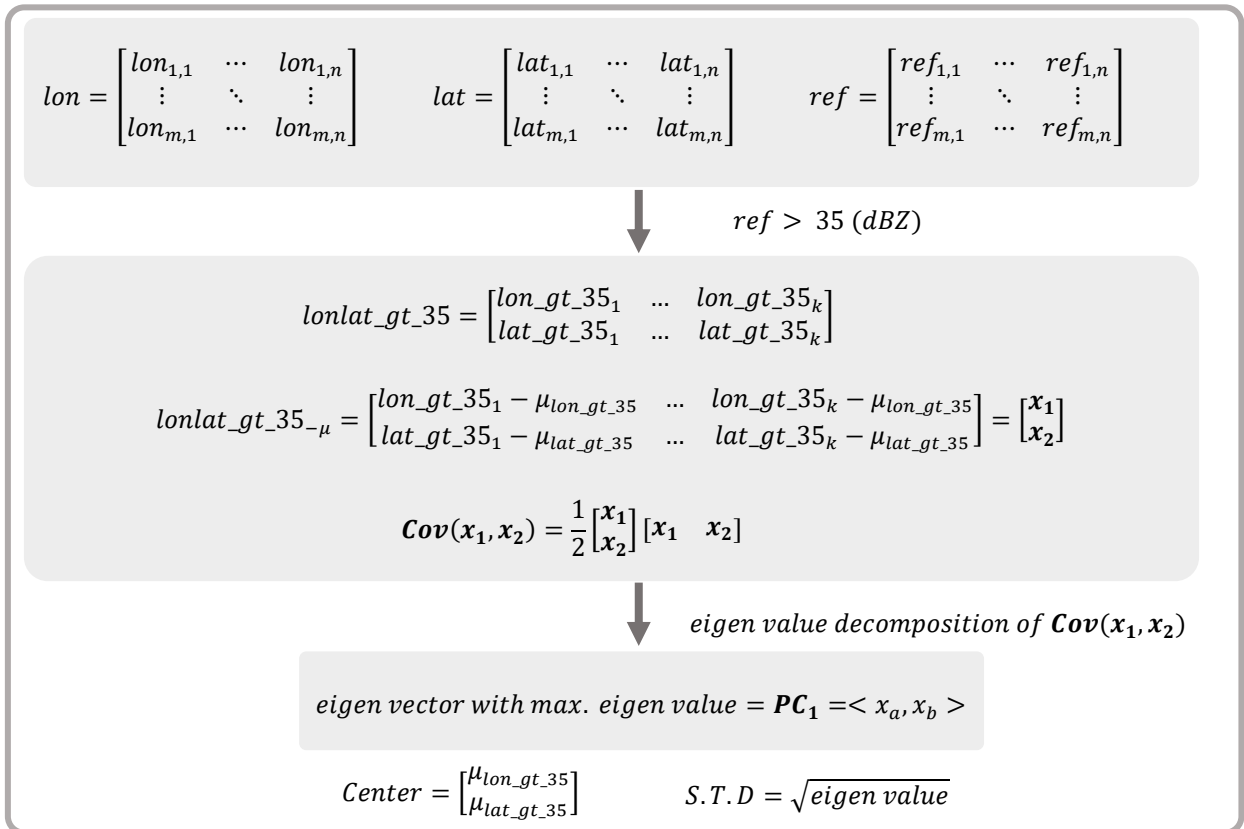 lon = [lon_{1,1} ⋯ lon_{1,n}; ⋮ ⋱ ⋮; lon_{m,1} ⋯ lon_{m,n}] lat = [lat_{1,1} ⋯ lat_{1,n}; ⋮ ⋱ ⋮; lat_{m,1} ⋯ lat_{m,n}] ref = [ref_{1,1} ⋯ ref_{1,n}; ⋮ ⋱ ⋮; ref_{m,1} ⋯ ref_{m,n}]
ref > 35 (dBZ)
lonlat_gt_35 = [lon_gt_35_1 … lon_gt_35_k; lat_gt_35_1 … lat_gt_35_k]
lonlat_gt_35_{-μ} = [lon_gt_35_1 − μ_{lon_gt_35} … lon_gt_35_k − μ_{lon_gt_35}; lat_gt_35_1 − μ_{lat_gt_35} … lat_gt_35_k − μ_{lat_gt_35}] = [x_1; x_2]
Cov(x_1, x_2) = 1/2 [x_1; x_2] [x_1 x_2]
eigen value decomposition of Cov(x_1, x_2)
eigen vector with max. eigen value = PC_1 =< x_a, x_b >
Center = [μ_{lon_gt_35}; μ_{lat_gt_35}] S.T.D = √(eigen value)